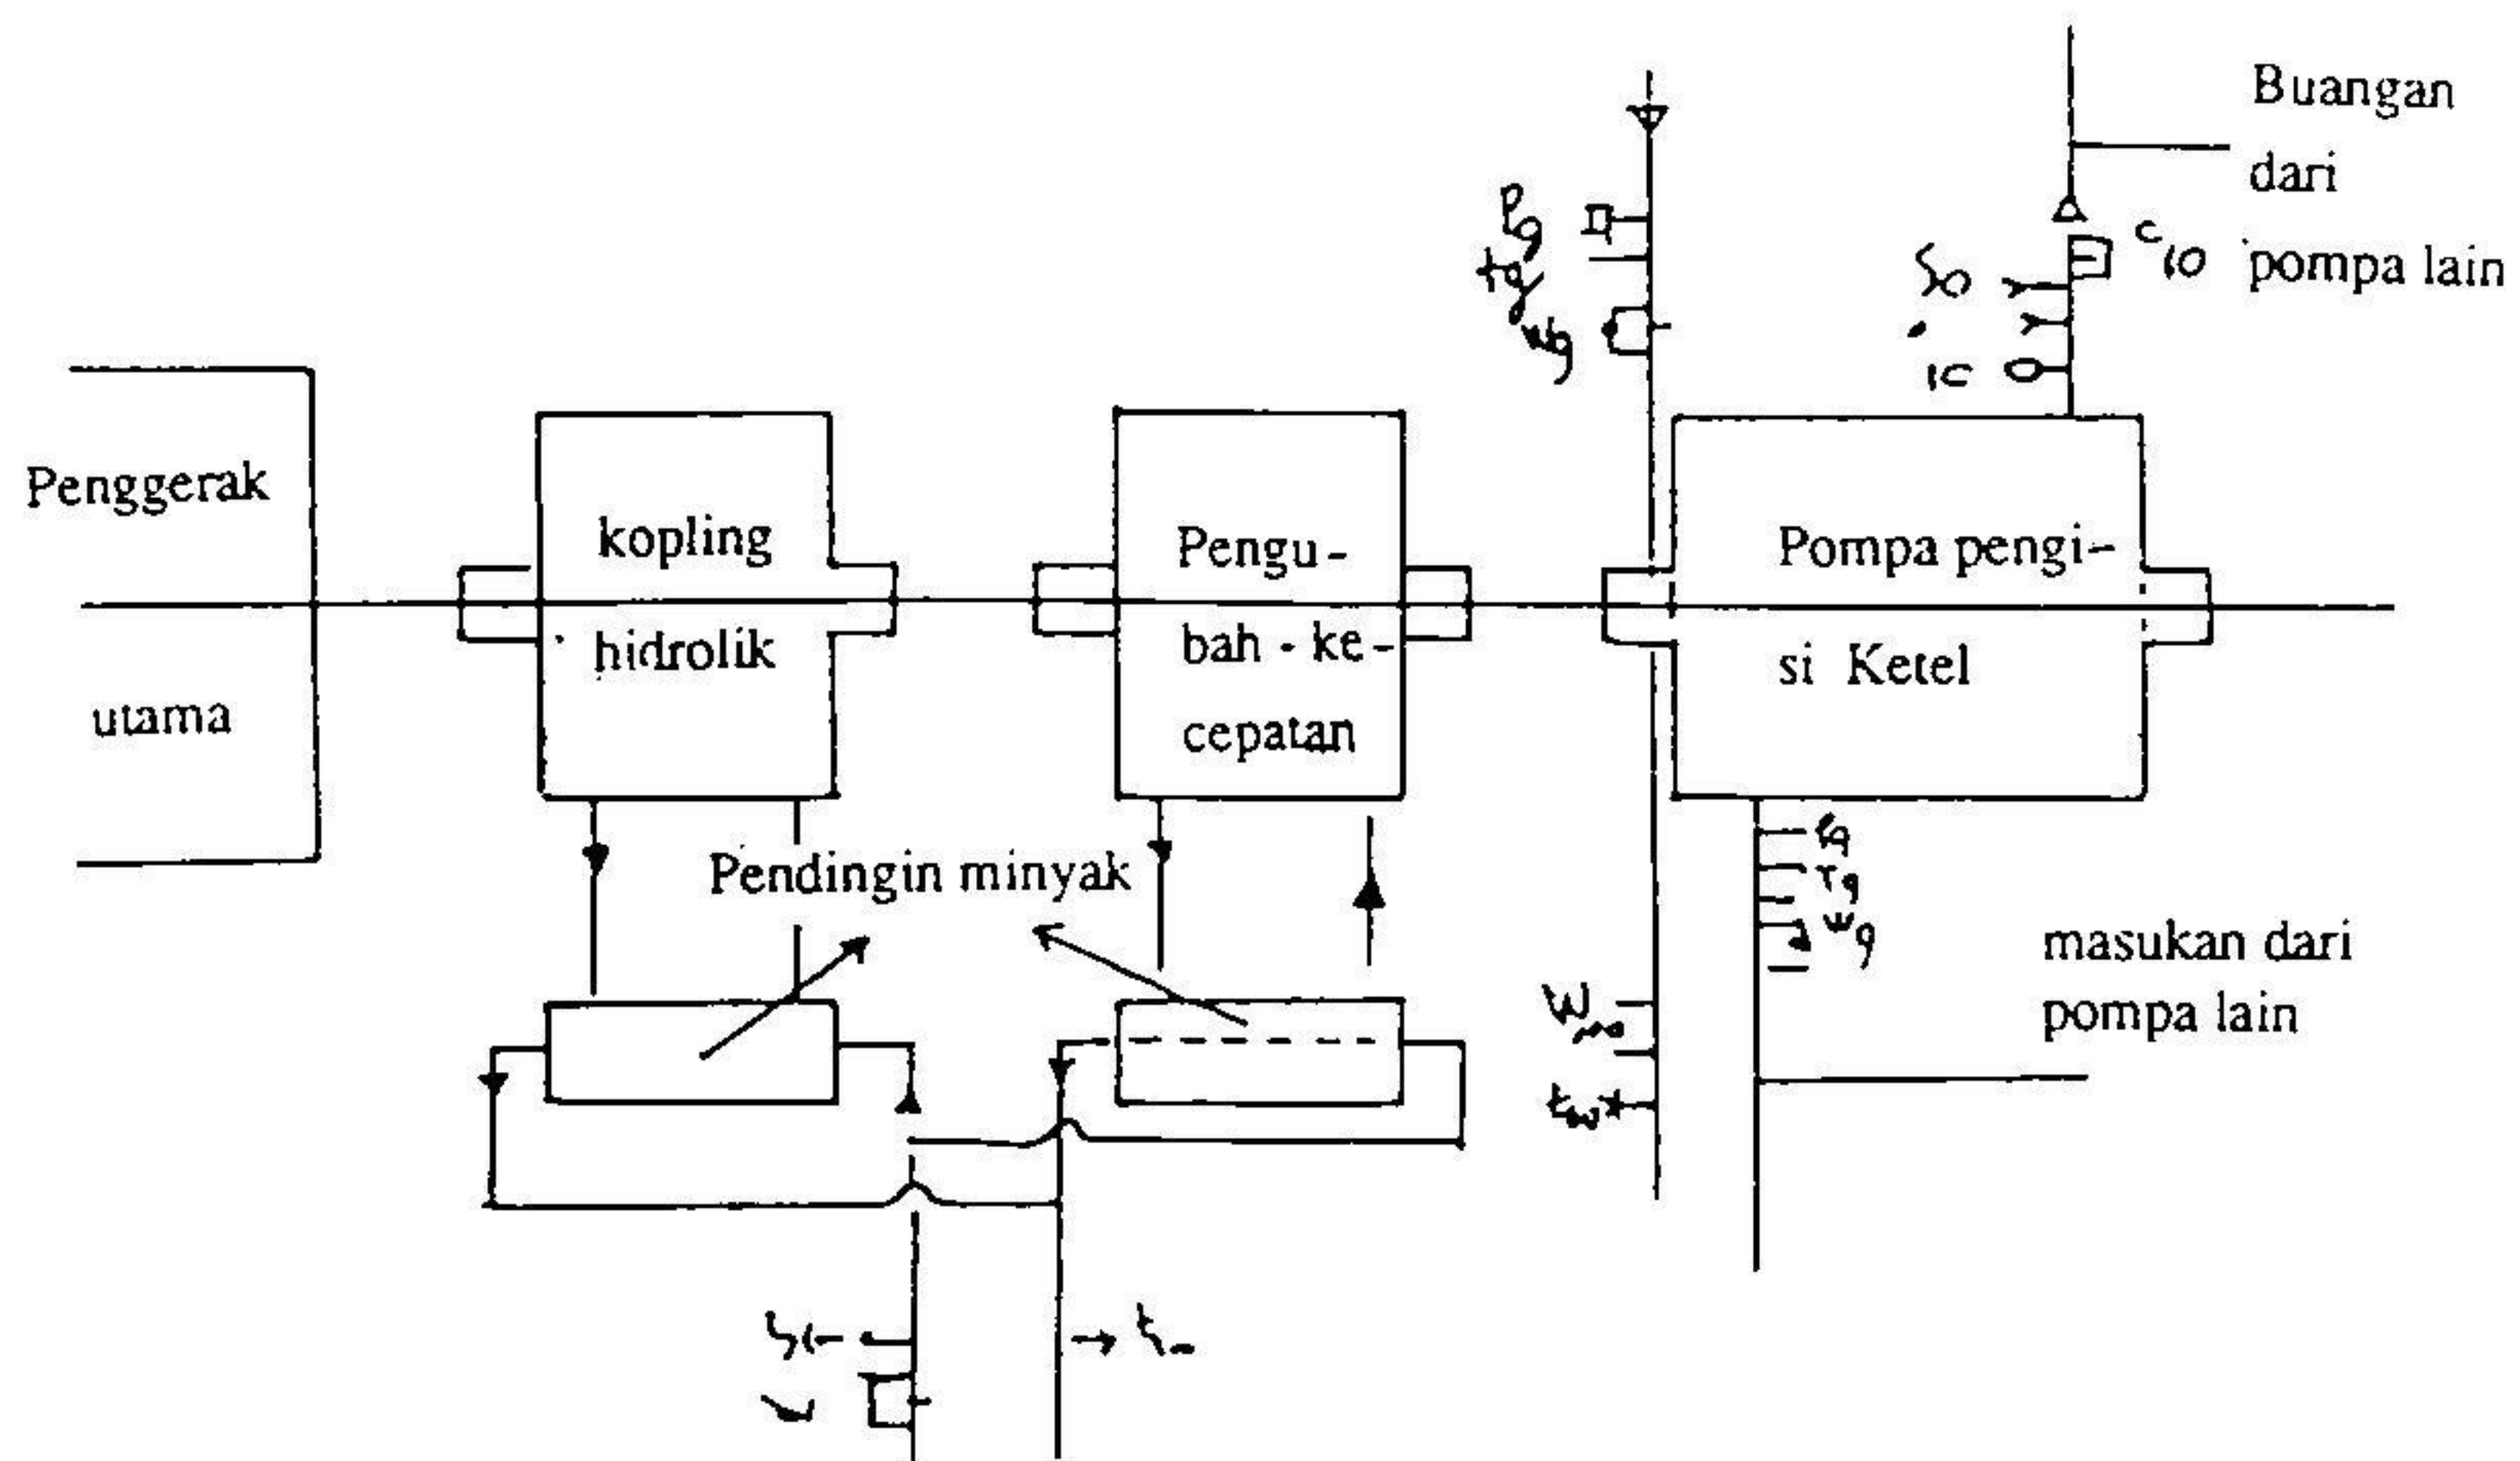 Buangan
dari
pompa lain
Penggerak
utama
kopling
hidrolik
Pengu-
bah - ke-
cepatan
Pompa pengi-
si Ketel
Pendingin minyak
masukan dari
pompa lain